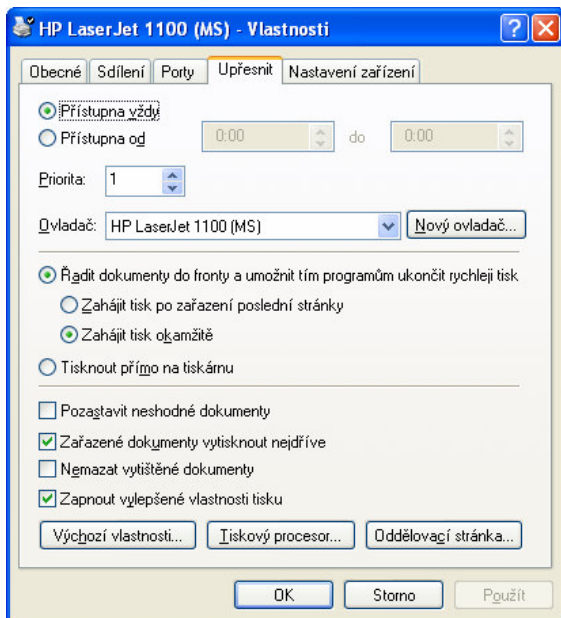 HP LaserJet 1100 (MS) - Vlastnosti
Obecné Sdílení Porty Upřesnit Nastavení zařízení
Přístupna vždy
Přístupna od 0:00 do 0:00
Priorita: 1
Ovladač: HP LaserJet 1100 (MS) Nový ovladač...
Řadit dokumenty do fronty a umožnit tím programům ukončit rychleji tisk
Zahájit tisk po zařazení poslední stránky
Zahájit tisk okamžitě
Tisknout přímo na tiskárnu
Pozastavit neshodné dokumenty
Zařazené dokumenty vytisknout nejdříve
Nemazat vytištěné dokumenty
Zapnout vylepšené vlastnosti tisku
Výchozí vlastnosti... Tiskový procesor... Oddělovací stránka...
OK Storno Použít